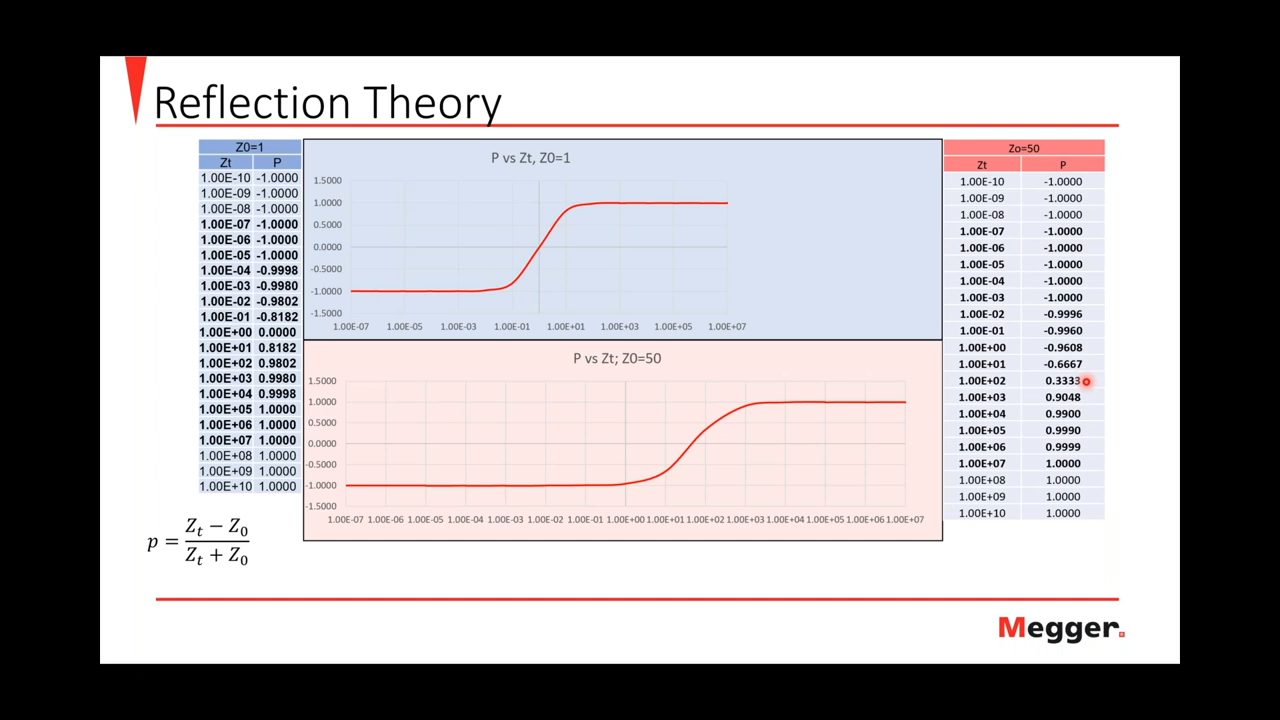 Reflection Theory
Z0=1
Zt P
1.00E-10 -1.0000
1.00E-09 -1.0000
1.00E-08 -1.0000
1.00E-07 -1.0000
1.00E-06 -1.0000
1.00E-05 -1.0000
1.00E-04 -0.9998
1.00E-03 -0.9980
1.00E-02 -0.9802
1.00E-01 -0.8182
1.00E+00 0.0000
1.00E+01 0.8182
1.00E+02 0.9802
1.00E+03 0.9980
1.00E+04 0.9998
1.00E+05 1.0000
1.00E+06 1.0000
1.00E+07 1.0000
1.00E+08 1.0000
1.00E+09 1.0000
1.00E+10 1.0000
P vs Zt, Z0=1
1.5000
1.0000
0.5000
0.0000
-0.5000
-1.0000
-1.5000
1.00E-07 1.00E-05 1.00E-03 1.00E-01 1.00E+01 1.00E+03 1.00E+05 1.00E+07
P vs Zt; Z0=50
1.5000
1.0000
0.5000
0.0000
-0.5000
-1.0000
-1.5000
1.00E-07 1.00E-06 1.00E-05 1.00E-04 1.00E-03 1.00E-02 1.00E-01 1.00E+00 1.00E+01 1.00E+02 1.00E+03 1.00E+04 1.00E+05 1.00E+06 1.00E+07
Zo=50
Zt P
1.00E-10 -1.0000
1.00E-09 -1.0000
1.00E-08 -1.0000
1.00E-07 -1.0000
1.00E-06 -1.0000
1.00E-05 -1.0000
1.00E-04 -1.0000
1.00E-03 -1.0000
1.00E-02 -0.9996
1.00E-01 -0.9960
1.00E+00 -0.9608
1.00E+01 -0.6667
1.00E+02 0.3333
1.00E+03 0.9048
1.00E+04 0.9900
1.00E+05 0.9990
1.00E+06 0.9999
1.00E+07 1.0000
1.00E+08 1.0000
1.00E+09 1.0000
1.00E+10 1.0000
p = (Zt − Z0) / (Zt + Z0)
Megger.